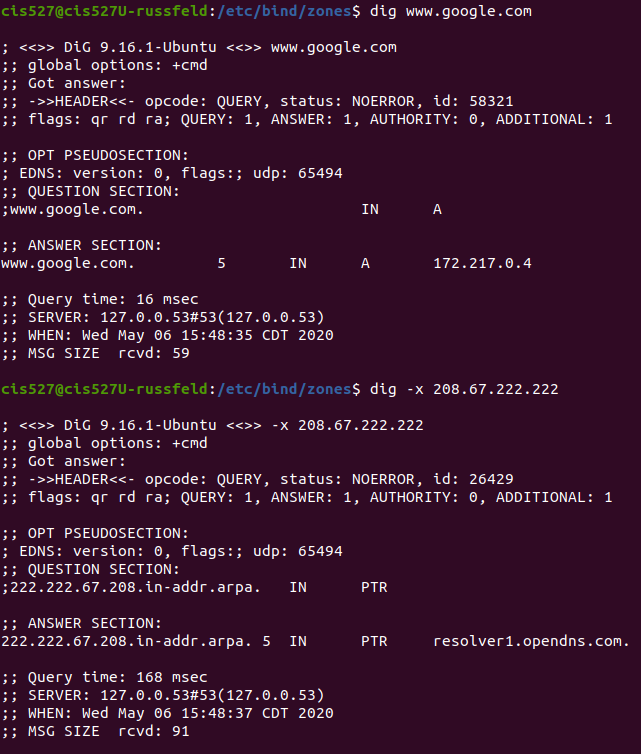 cis527@cis527U-russfeld:/etc/bind/zones$ dig www.google.com
; <<>> DiG 9.16.1-Ubuntu <<>> www.google.com
;; global options: +cmd
;; Got answer:
;; ->>HEADER<<- opcode: QUERY, status: NOERROR, id: 58321
;; flags: qr rd ra; QUERY: 1, ANSWER: 1, AUTHORITY: 0, ADDITIONAL: 1
;; OPT PSEUDOSECTION:
; EDNS: version: 0, flags:; udp: 65494
;; QUESTION SECTION:
;www.google.com. IN A
;; ANSWER SECTION:
www.google.com. 5 IN A 172.217.0.4
;; Query time: 16 msec
;; SERVER: 127.0.0.53#53(127.0.0.53)
;; WHEN: Wed May 06 15:48:35 CDT 2020
;; MSG SIZE rcvd: 59
cis527@cis527U-russfeld:/etc/bind/zones$ dig -x 208.67.222.222
; <<>> DiG 9.16.1-Ubuntu <<>> -x 208.67.222.222
;; global options: +cmd
;; Got answer:
;; ->>HEADER<<- opcode: QUERY, status: NOERROR, id: 26429
;; flags: qr rd ra; QUERY: 1, ANSWER: 1, AUTHORITY: 0, ADDITIONAL: 1
;; OPT PSEUDOSECTION:
; EDNS: version: 0, flags:; udp: 65494
;; QUESTION SECTION:
;222.222.67.208.in-addr.arpa. IN PTR
;; ANSWER SECTION:
222.222.67.208.in-addr.arpa. 5 IN PTR resolver1.opendns.com.
;; Query time: 168 msec
;; SERVER: 127.0.0.53#53(127.0.0.53)
;; WHEN: Wed May 06 15:48:37 CDT 2020
;; MSG SIZE rcvd: 91